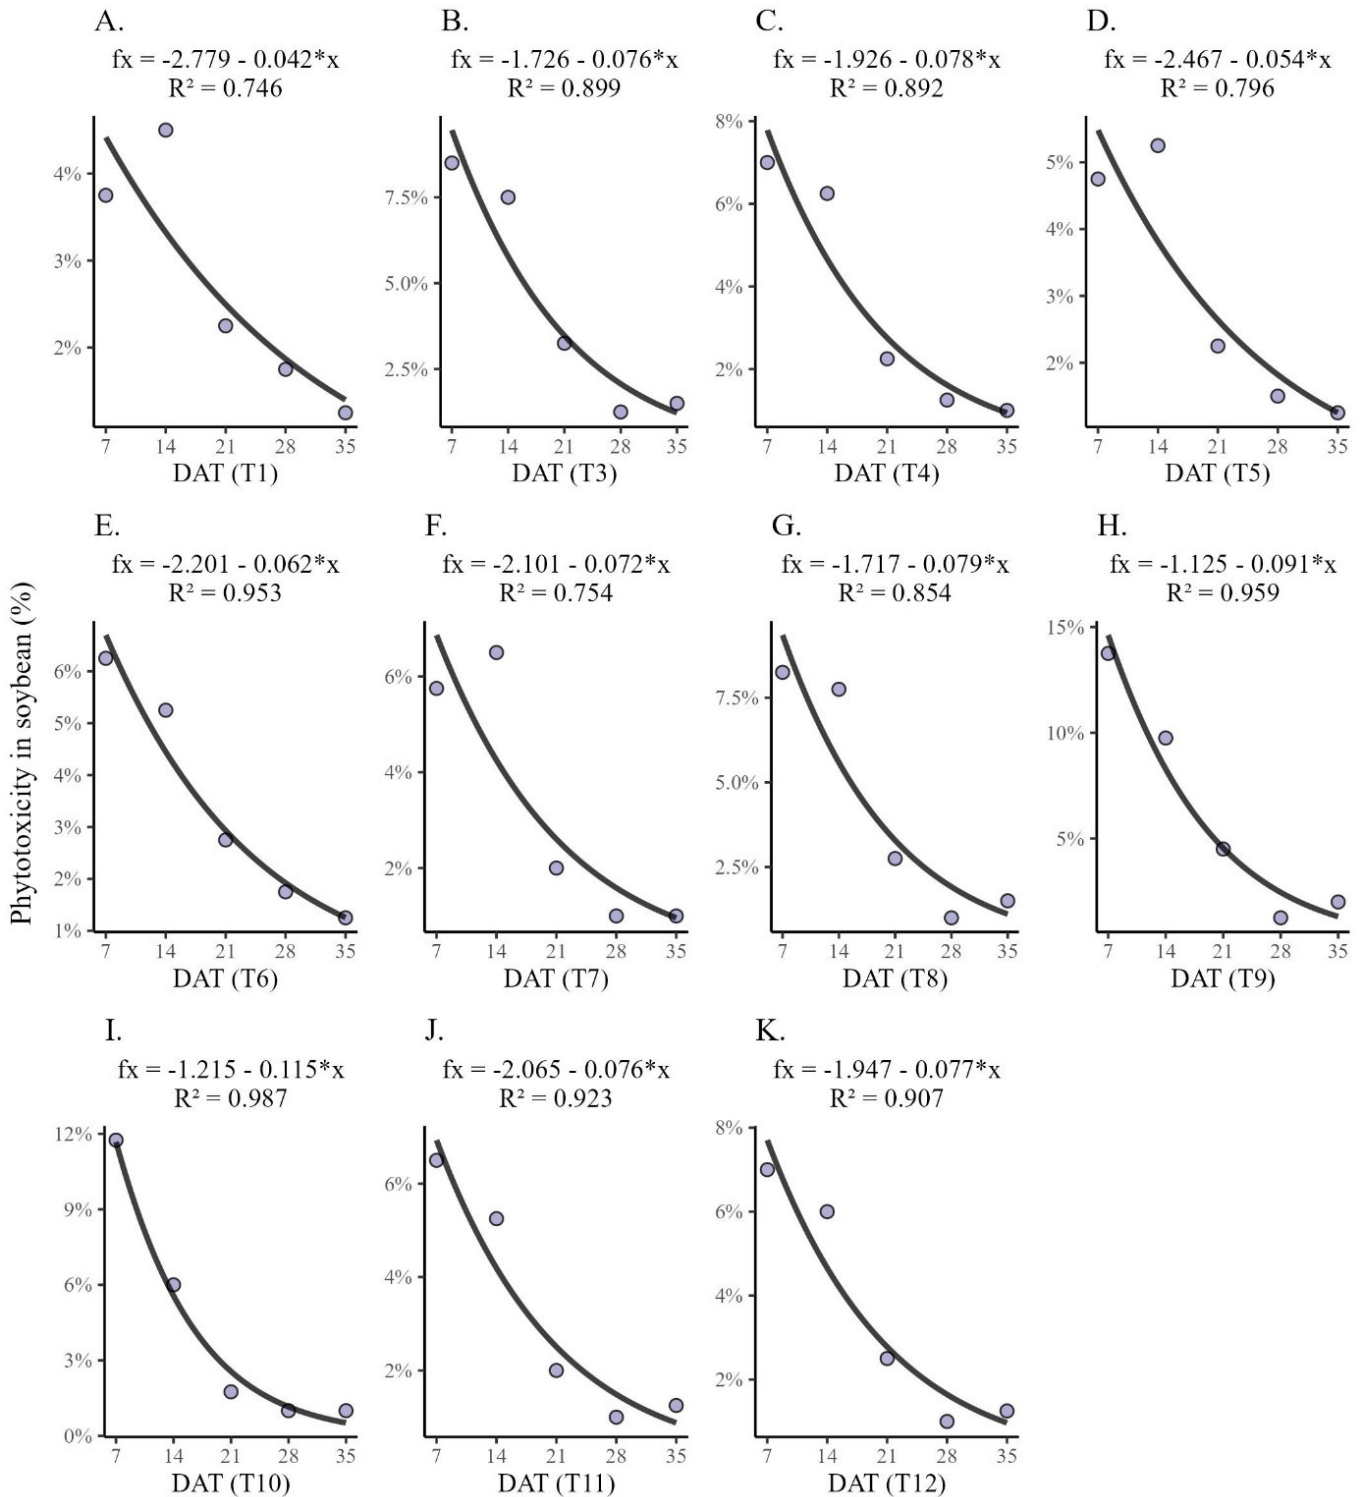 A.
fx = -2.779 - 0.042*x
R² = 0.746
4%
3%
2%
7 14 21 28 35
DAT (T1)
B.
fx = -1.726 - 0.076*x
R² = 0.899
7.5%
5.0%
2.5%
7 14 21 28 35
DAT (T3)
C.
fx = -1.926 - 0.078*x
R² = 0.892
8%
6%
4%
2%
7 14 21 28 35
DAT (T4)
D.
fx = -2.467 - 0.054*x
R² = 0.796
5%
4%
3%
2%
7 14 21 28 35
DAT (T5)
Phytotoxicity in soybean (%)
E.
fx = -2.201 - 0.062*x
R² = 0.953
6%
5%
4%
3%
2%
1%
7 14 21 28 35
DAT (T6)
F.
fx = -2.101 - 0.072*x
R² = 0.754
6%
4%
2%
7 14 21 28 35
DAT (T7)
G.
fx = -1.717 - 0.079*x
R² = 0.854
7.5%
5.0%
2.5%
7 14 21 28 35
DAT (T8)
H.
fx = -1.125 - 0.091*x
R² = 0.959
15%
10%
5%
7 14 21 28 35
DAT (T9)
I.
fx = -1.215 - 0.115*x
R² = 0.987
12%
9%
6%
3%
0%
7 14 21 28 35
DAT (T10)
J.
fx = -2.065 - 0.076*x
R² = 0.923
6%
4%
2%
7 14 21 28 35
DAT (T11)
K.
fx = -1.947 - 0.077*x
R² = 0.907
8%
6%
4%
2%
7 14 21 28 35
DAT (T12)